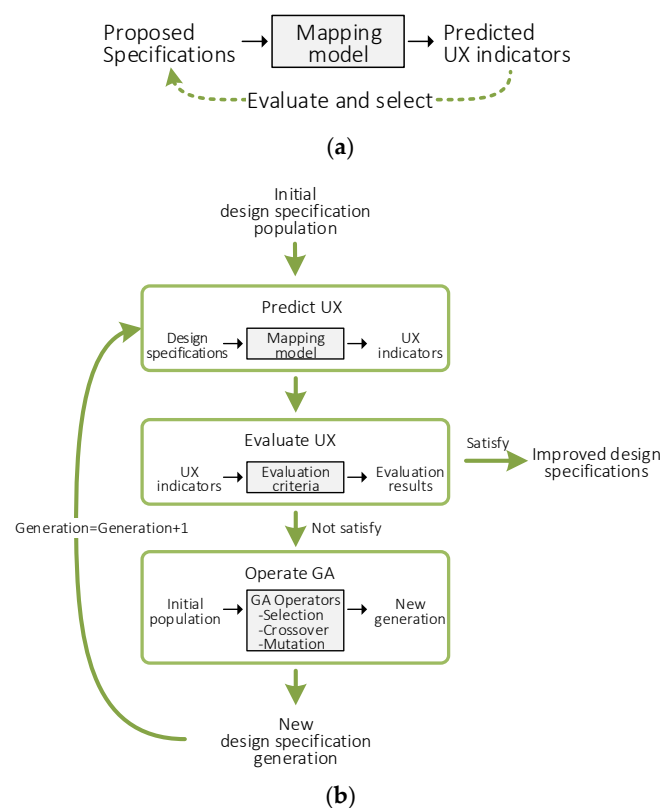 Proposed
Specifications
Mapping
model
Predicted
UX indicators
Evaluate and select
(a)
Initial
design specification
population
Predict UX
Design
specifications
Mapping
model
UX
indicators
Evaluate UX
UX
indicators
Evaluation
criteria
Evaluation
results
Satisfy
Improved design
specifications
Generation=Generation+1
Not satisfy
Operate GA
Initial
population
GA Operators
-Selection
-Crossover
-Mutation
New
generation
New
design specification
generation
(b)